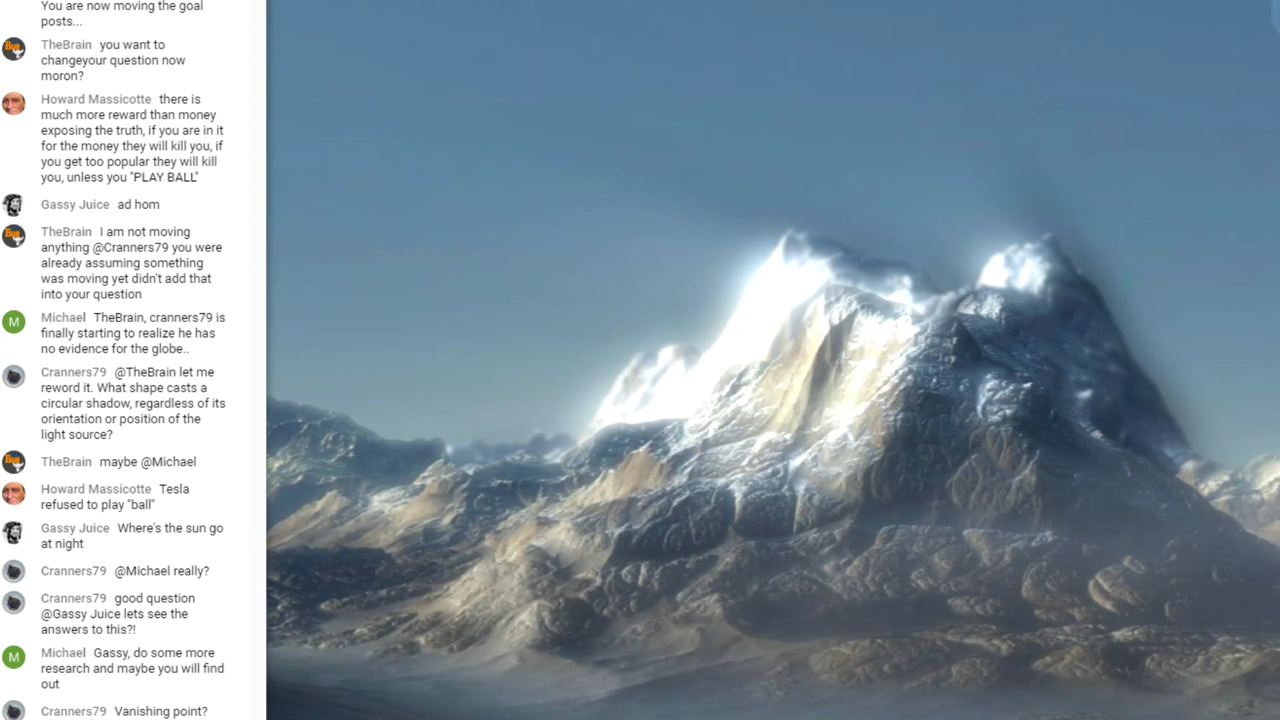 You are now moving the goal
posts...
TheBrain you want to
changeyour question now
moron?
Howard Massicotte there is
much more reward than money
exposing the truth, if you are in it
for the money they will kill you, if
you get too popular they will kill
you, unless you "PLAY BALL"
Gassy Juice ad hom
TheBrain I am not moving
anything @Cranners79 you were
already assuming something
was moving yet didn't add that
into your question
M Michael TheBrain, cranners79 is
finally starting to realize he has
no evidence for the globe..
Cranners79 @TheBrain let me
reword it. What shape casts a
circular shadow, regardless of its
orientation or position of the
light source?
TheBrain maybe @Michael
Howard Massicotte Tesla
refused to play "ball"
Gassy Juice Where's the sun go
at night
Cranners79 @Michael really?
Cranners79 good question
@Gassy Juice lets see the
answers to this?!
M Michael Gassy, do some more
research and maybe you will find
out
Cranners79 Vanishing point?